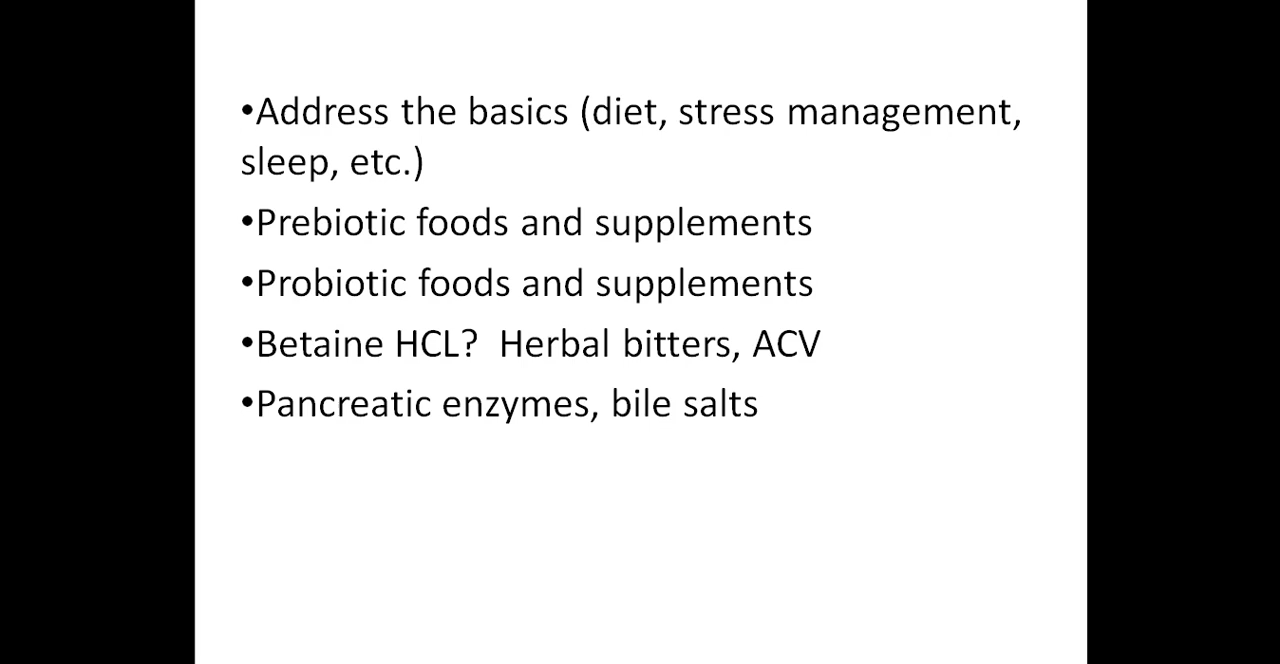 •Address the basics (diet, stress management,
sleep, etc.)
•Prebiotic foods and supplements
•Probiotic foods and supplements
•Betaine HCL?  Herbal bitters, ACV
•Pancreatic enzymes, bile salts